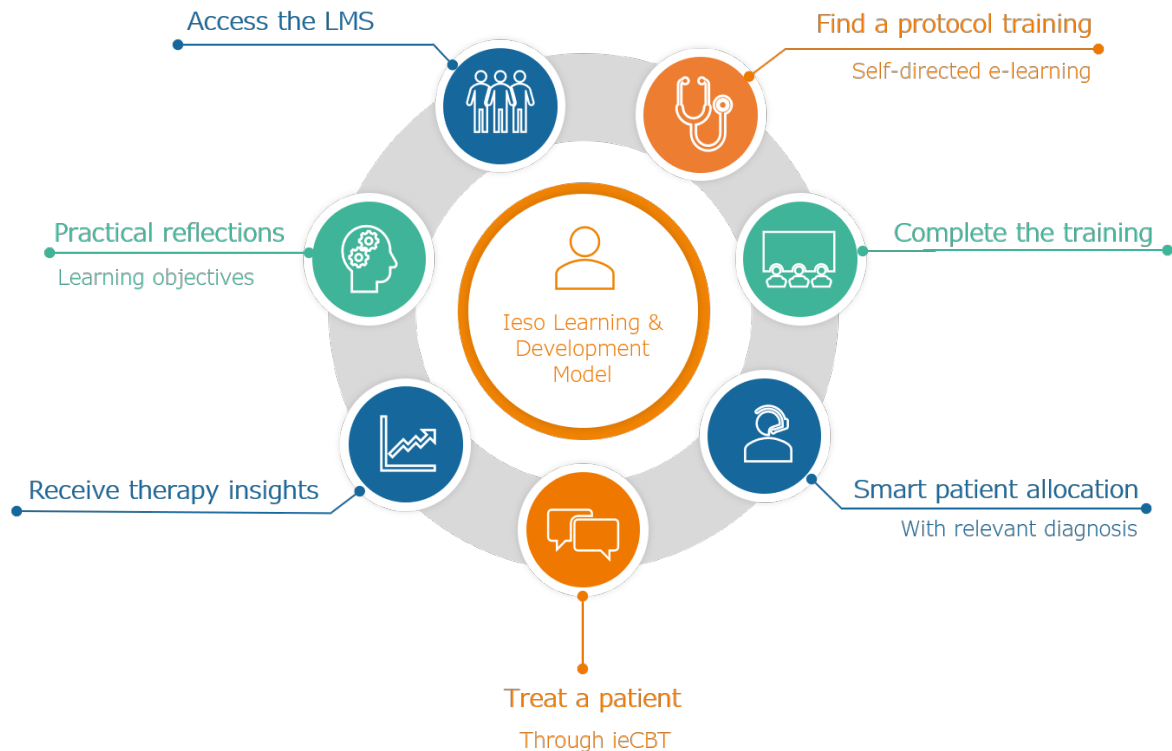 Access the LMS
Find a protocol training
Self-directed e-learning
Complete the training
Smart patient allocation
With relevant diagnosis
Treat a patient
Through ieCBT
Receive therapy insights
Practical reflections
Learning objectives
Ieso Learning &
Development
Model